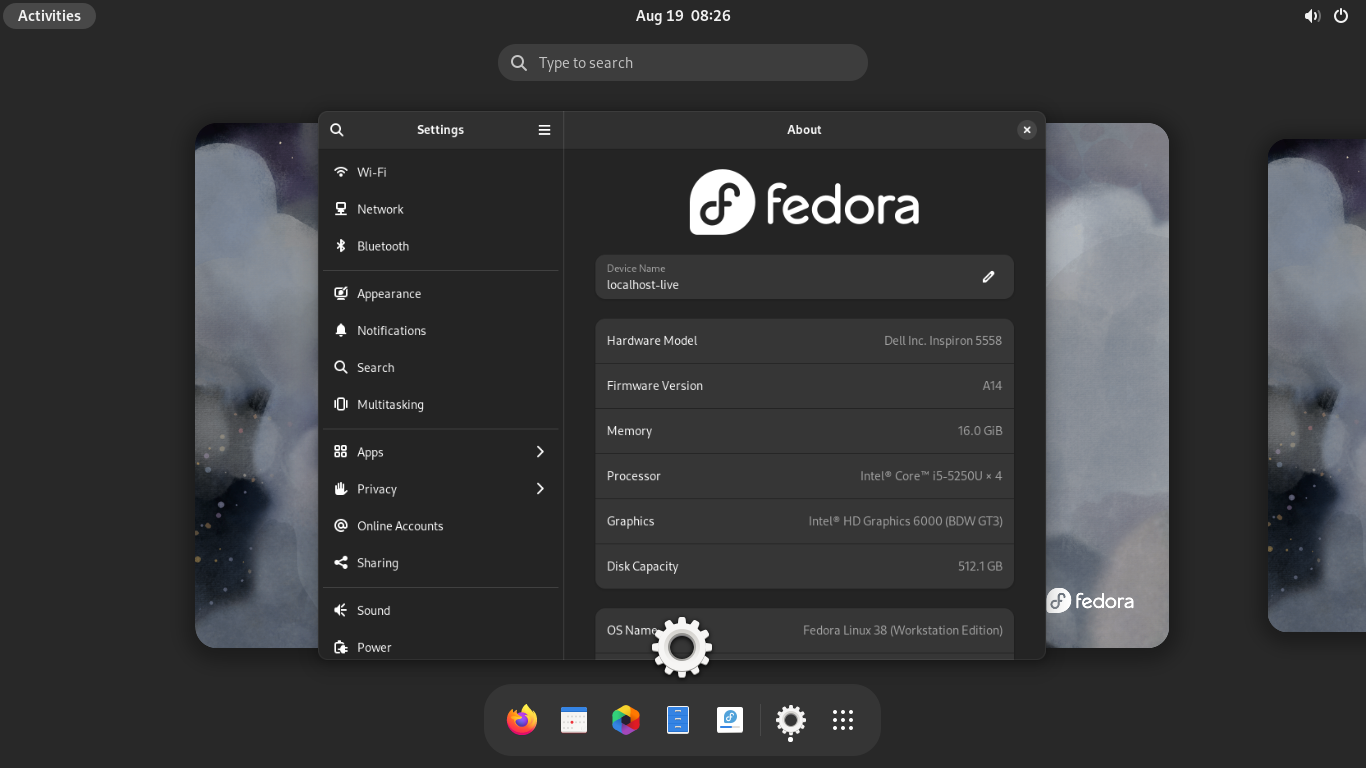 Activities
Aug 19 08:26
Type to search
Settings
About
Wi-Fi
Network
Bluetooth
Appearance
Notifications
Search
Multitasking
Apps
Privacy
Online Accounts
Sharing
Sound
Power
fedora
Device Name
localhost-live
Hardware Model Dell Inc. Inspiron 5558
Firmware Version A14
Memory 16.0 GiB
Processor Intel® Core™ i5-5250U × 4
Graphics Intel® HD Graphics 6000 (BDW GT3)
Disk Capacity 512.1 GB
OS Name Fedora Linux 38 (Workstation Edition)
fedora